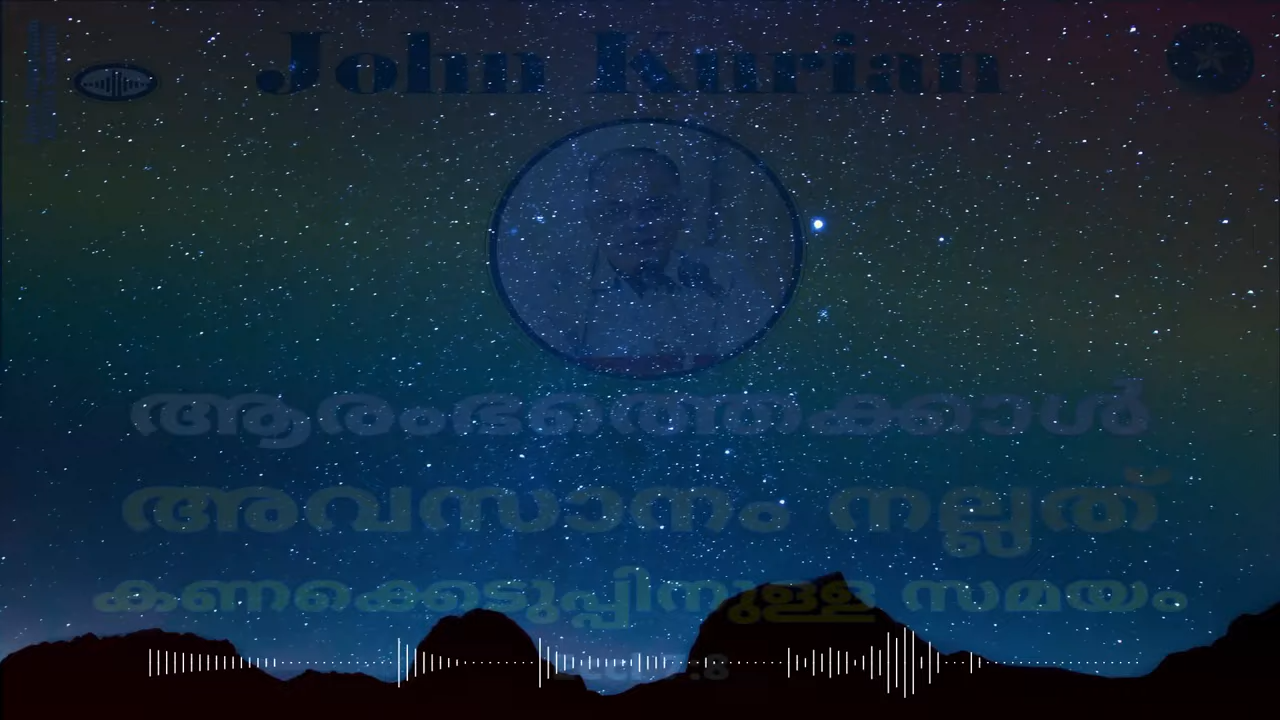 John Kurian
ആരംഭത്തെക്കാൾ
അവസാനം നല്ലത്
കണക്കെടുപ്പിനുള്ള സമയം